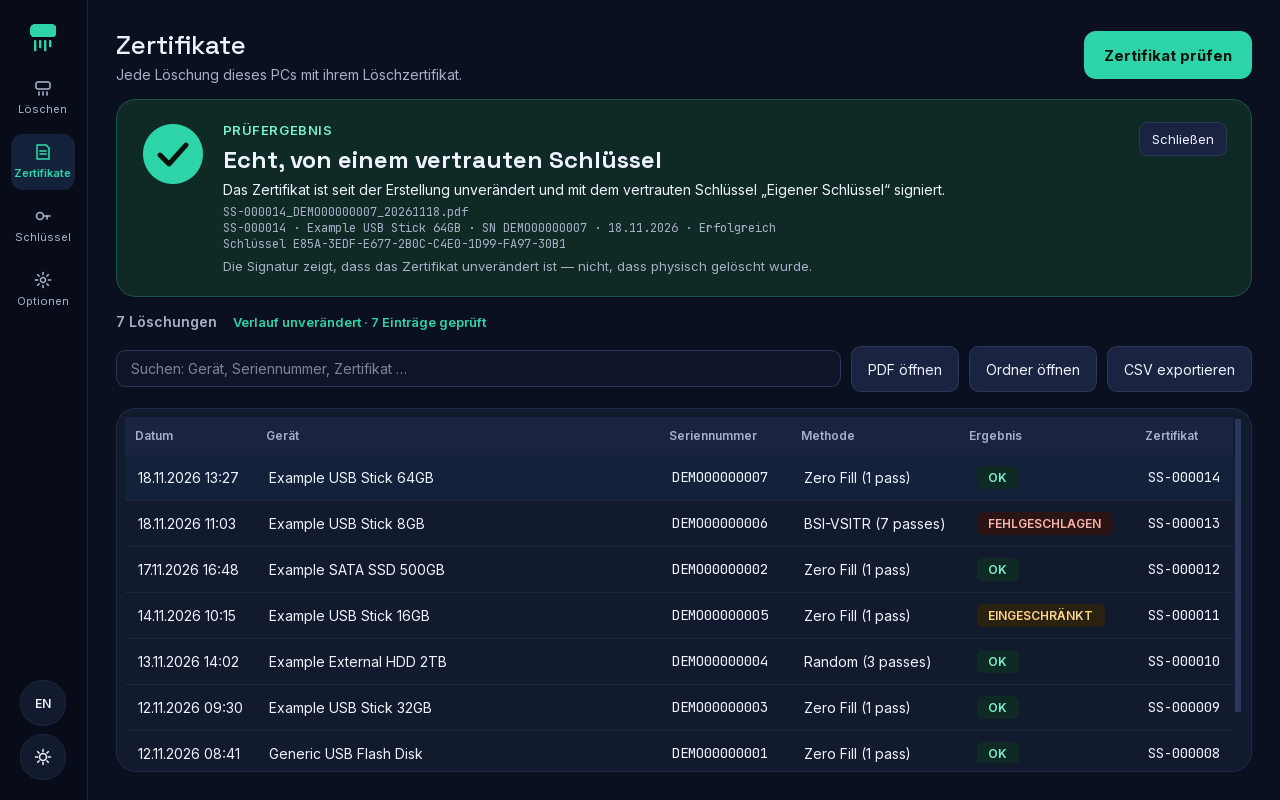 Zertifikate
Jede Löschung dieses PCs mit ihrem Löschzertifikat.
Zertifikat prüfen
Löschen
Zertifikate
Schlüssel
Optionen
EN
PRÜFERGEBNIS
Echt, von einem vertrauten Schlüssel
Das Zertifikat ist seit der Erstellung unverändert und mit dem vertrauten Schlüssel „Eigener Schlüssel“ signiert.
SS-000014_DEMO00000007_20261118.pdf
SS-000014 · Example USB Stick 64GB · SN DEMO00000007 · 18.11.2026 · Erfolgreich
Schlüssel E85A-3EDF-E677-2B0C-C4E0-1D99-FA97-30B1
Die Signatur zeigt, dass das Zertifikat unverändert ist — nicht, dass physisch gelöscht wurde.
Schließen
7 Löschungen Verlauf unverändert · 7 Einträge geprüft
Suchen: Gerät, Seriennummer, Zertifikat … PDF öffnen Ordner öffnen CSV exportieren
Datum Gerät Seriennummer Methode Ergebnis Zertifikat
18.11.2026 13:27 Example USB Stick 64GB DEMO00000007 Zero Fill (1 pass) OK SS-000014
18.11.2026 11:03 Example USB Stick 8GB DEMO00000006 BSI-VSITR (7 passes) FEHLGESCHLAGEN SS-000013
17.11.2026 16:48 Example SATA SSD 500GB DEMO00000002 Zero Fill (1 pass) OK SS-000012
14.11.2026 10:15 Example USB Stick 16GB DEMO00000005 Zero Fill (1 pass) EINGESCHRÄNKT SS-000011
13.11.2026 14:02 Example External HDD 2TB DEMO00000004 Random (3 passes) OK SS-000010
12.11.2026 09:30 Example USB Stick 32GB DEMO00000003 Zero Fill (1 pass) OK SS-000009
12.11.2026 08:41 Generic USB Flash Disk DEMO00000001 Zero Fill (1 pass) OK SS-000008